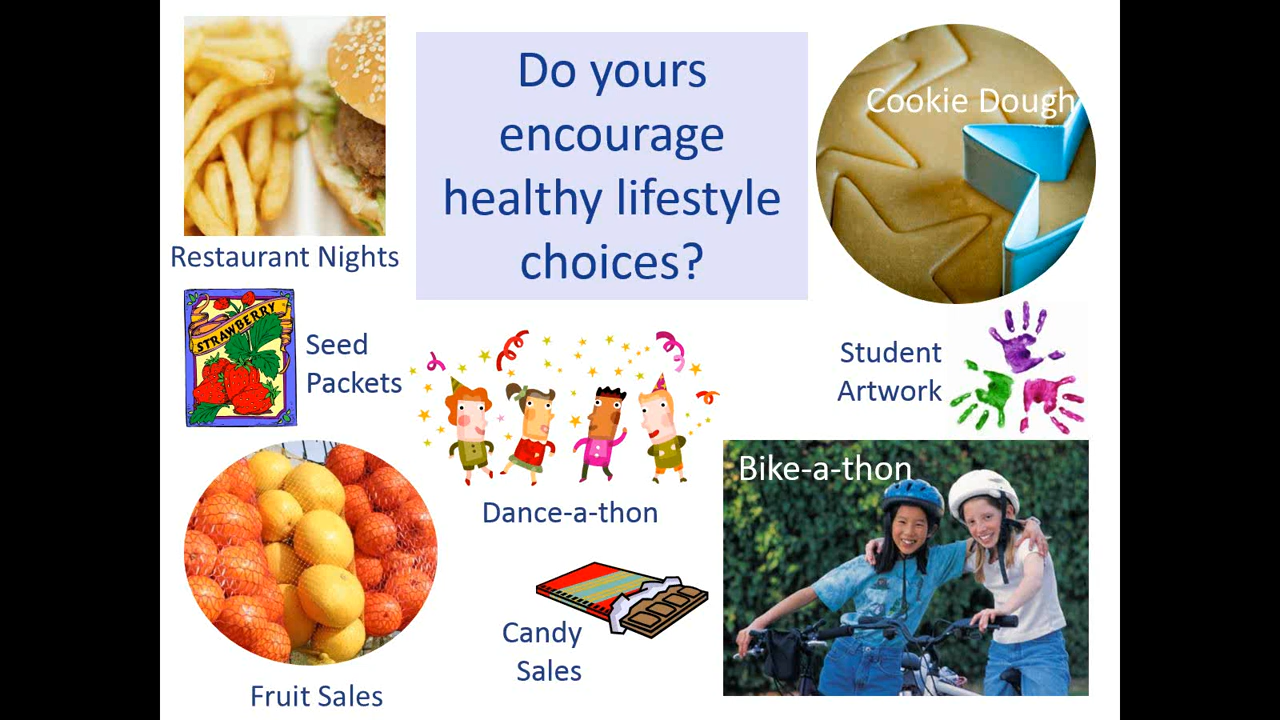 Do yours
encourage
healthy lifestyle
choices?
Cookie Dough
Restaurant Nights
STRAWBERRY
Seed
Packets
Student
Artwork
Bike-a-thon
Dance-a-thon
Candy
Sales
Fruit Sales